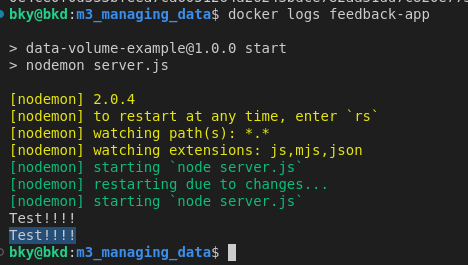 bky@bkd:m3_managing_data$ docker logs feedback-app
> data-volume-example@1.0.0 start
> nodemon server.js
[nodemon] 2.0.4
[nodemon] to restart at any time, enter `rs`
[nodemon] watching path(s): *.*
[nodemon] watching extensions: js,mjs,json
[nodemon] starting `node server.js`
[nodemon] restarting due to changes...
[nodemon] starting `node server.js`
Test!!!!
Test!!!!
bky@bkd:m3_managing_data$